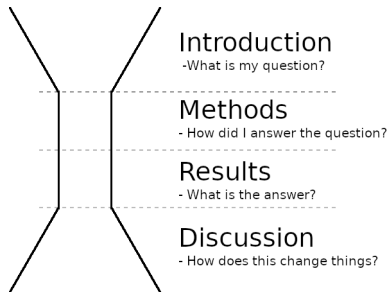 Introduction
-What is my question?
Methods
- How did I answer the question?
Results
- What is the answer?
Discussion
- How does this change things?